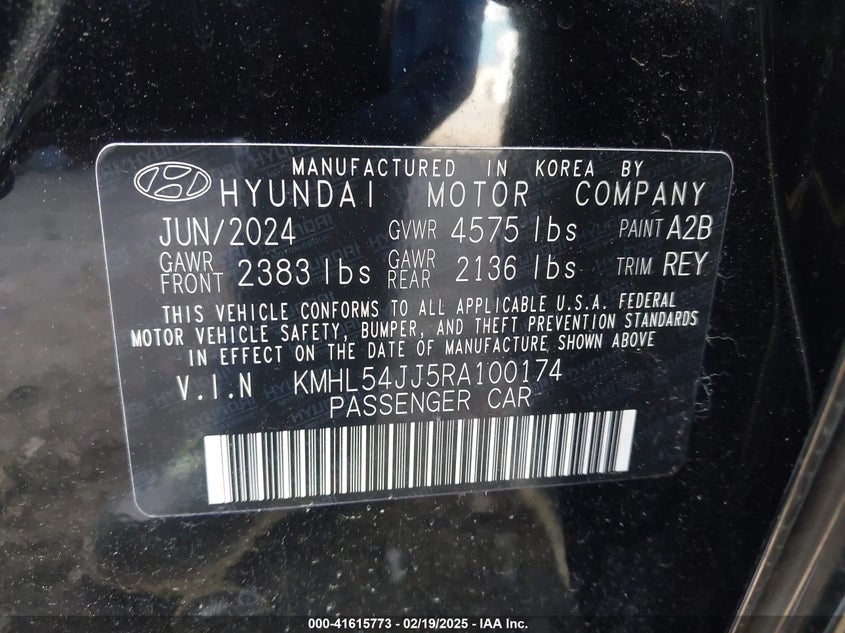 MANUFACTURED IN KOREA BY
HYUNDAI MOTOR COMPANY
JUN/2024 GVWR 4575 lbs PAINT A2B
GAWR FRONT 2383 lbs GAWR REAR 2136 lbs TRIM REY
THIS VEHICLE CONFORMS TO ALL APPLICABLE U.S.A. FEDERAL
MOTOR VEHICLE SAFETY, BUMPER, AND THEFT PREVENTION STANDARDS
IN EFFECT ON THE DATE OF MANUFACTURE SHOWN ABOVE
V.I.N KMHL54JJ5RA100174
PASSENGER CAR
000-41615773 - 02/19/2025 - IAA Inc.